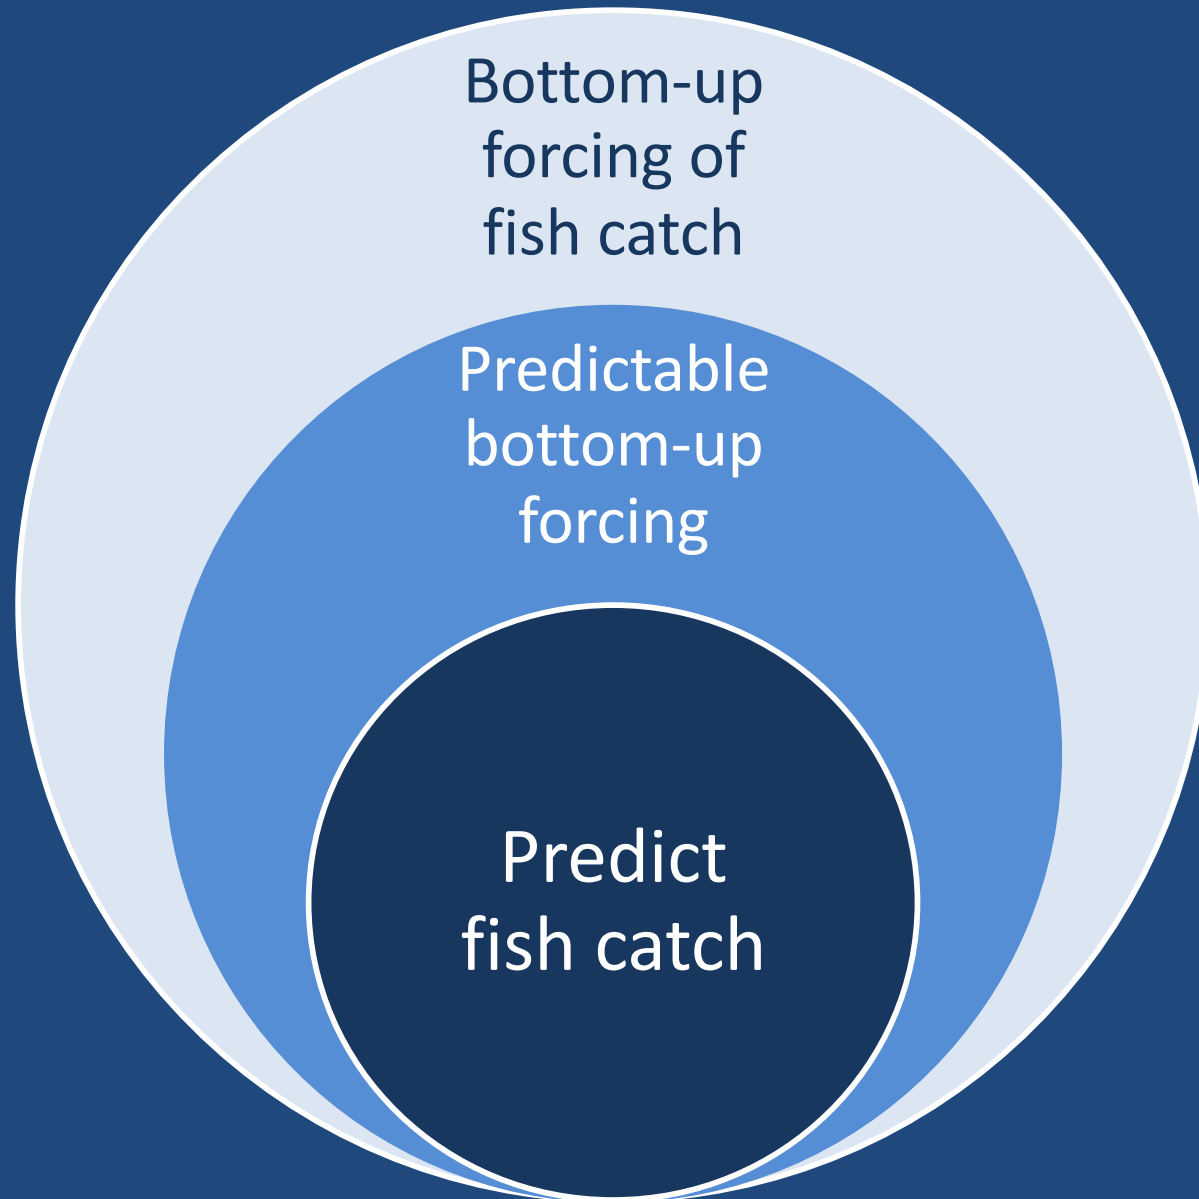 Bottom-up
forcing of
fish catch
Predictable
bottom-up
forcing
Predict
fish catch